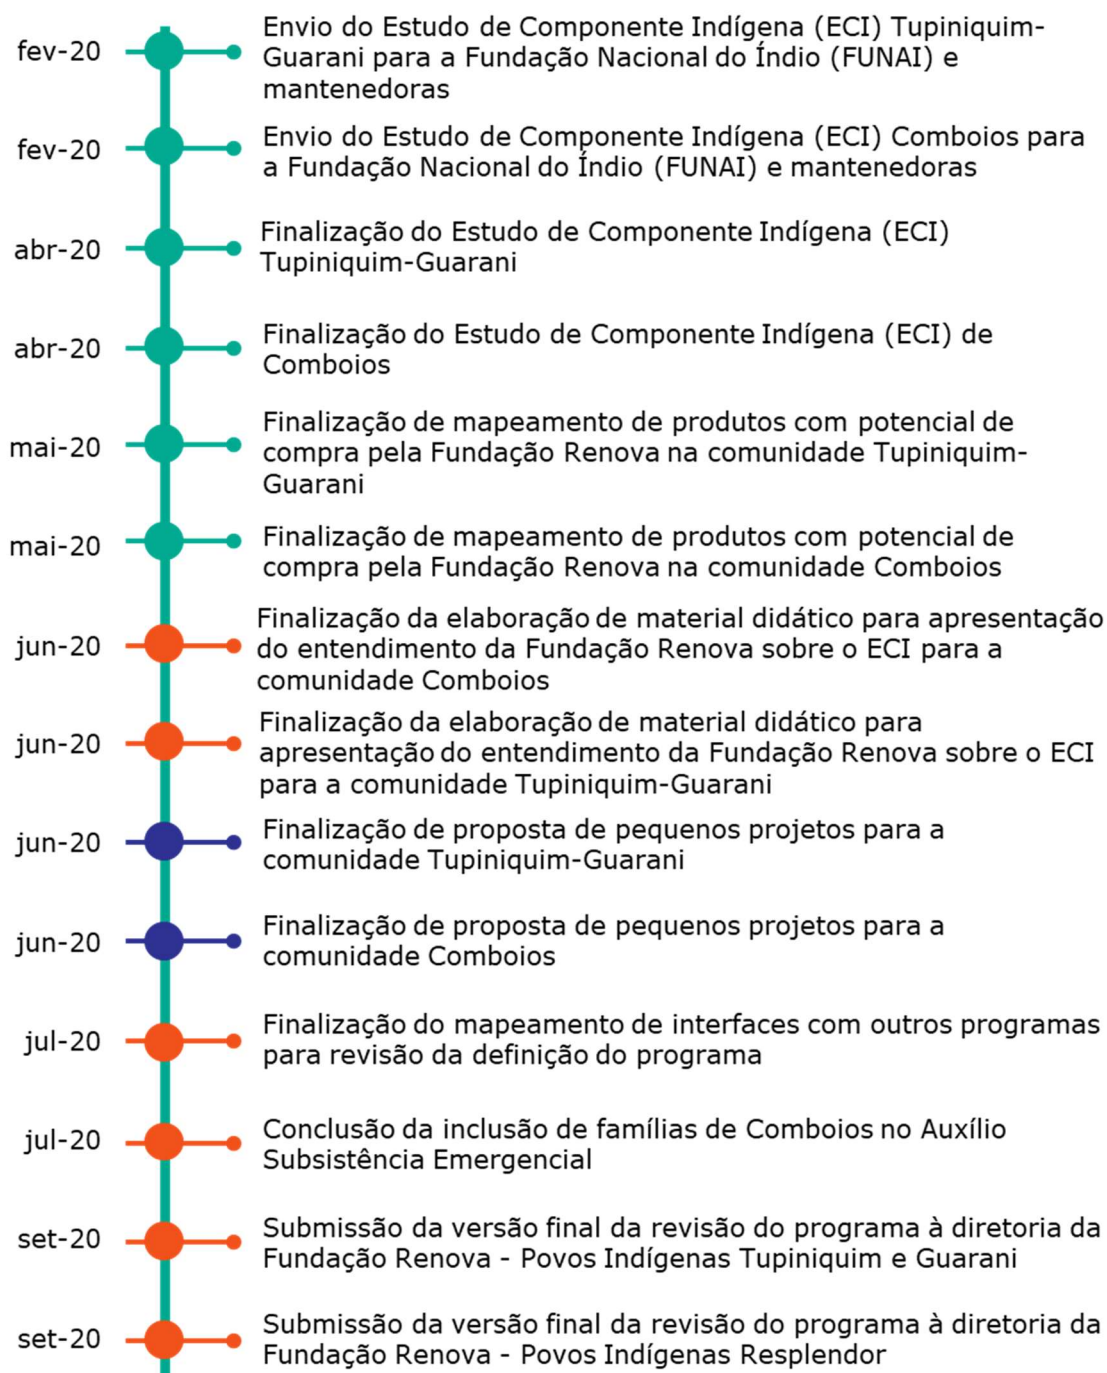 fev-20
Envio do Estudo de Componente Indígena (ECI) Tupiniquim-
Guarani para a Fundação Nacional do Índio (FUNAI) e
mantenedoras
fev-20
Envio do Estudo de Componente Indígena (ECI) Comboios para
a Fundação Nacional do Índio (FUNAI) e mantenedoras
abr-20
Finalização do Estudo de Componente Indígena (ECI)
Tupiniquim-Guarani
abr-20
Finalização do Estudo de Componente Indígena (ECI) de
Comboios
mai-20
Finalização de mapeamento de produtos com potencial de
compra pela Fundação Renova na comunidade Tupiniquim-
Guarani
mai-20
Finalização de mapeamento de produtos com potencial de
compra pela Fundação Renova na comunidade Comboios
jun-20
Finalização da elaboração de material didático para apresentação
do entendimento da Fundação Renova sobre o ECI para a
comunidade Comboios
jun-20
Finalização da elaboração de material didático para
apresentação do entendimento da Fundação Renova sobre o ECI
para a comunidade Tupiniquim-Guarani
jun-20
Finalização de proposta de pequenos projetos para a
comunidade Tupiniquim-Guarani
jun-20
Finalização de proposta de pequenos projetos para a
comunidade Comboios
jul-20
Finalização do mapeamento de interfaces com outros programas
para revisão da definição do programa
jul-20
Conclusão da inclusão de famílias de Comboios no Auxílio
Subsistência Emergencial
set-20
Submissão da versão final da revisão do programa à diretoria da
Fundação Renova - Povos Indígenas Tupiniquim e Guarani
set-20
Submissão da versão final da revisão do programa à diretoria da
Fundação Renova - Povos Indígenas Resplendor